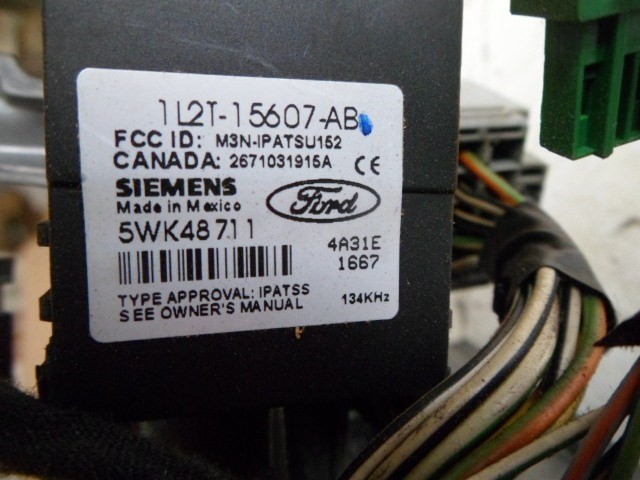 1L2T-15607-AB
FCC ID: M3N-IPATSU152
CANADA: 2671031915A CE
SIEMENS
Made in Mexico
Ford
5WK48711
4A31E
1667
TYPE APPROVAL: IPATSS
SEE OWNER'S MANUAL
134KHz